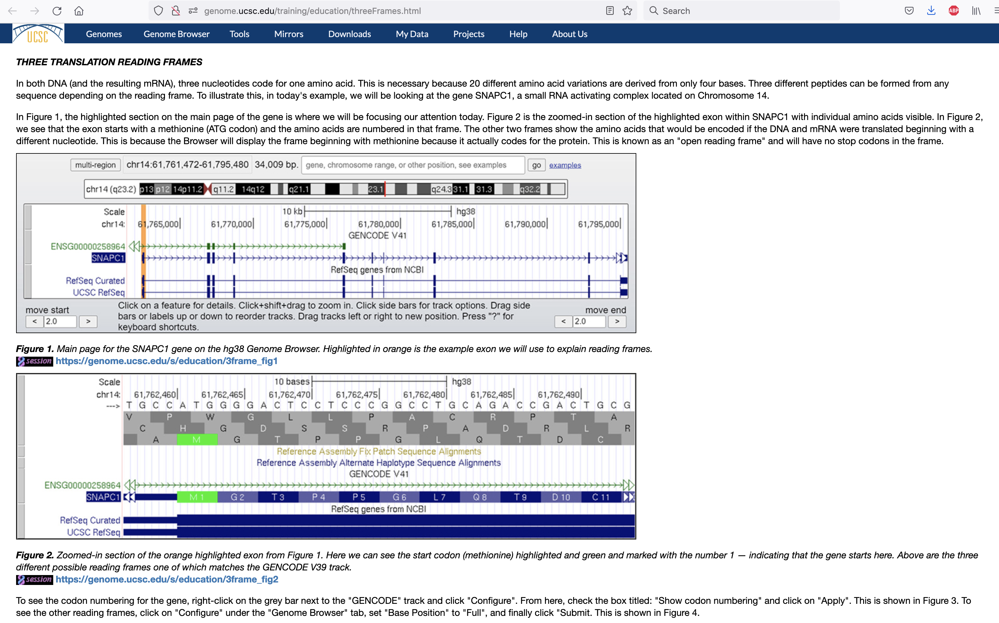 genome.ucsc.edu/training/education/threeFrames.html
Search
ABP
UCSC
Genomes Genome Browser Tools Mirrors Downloads My Data Projects Help About Us
THREE TRANSLATION READING FRAMES
In both DNA (and the resulting mRNA), three nucleotides code for one amino acid. This is necessary because 20 different amino acid variations are derived from only four bases. Three different peptides can be formed from any
sequence depending on the reading frame. To illustrate this, in today's example, we will be looking at the gene SNAPC1, a small RNA activating complex located on Chromosome 14.
In Figure 1, the highlighted section on the main page of the gene is where we will be focusing our attention today. Figure 2 is the zoomed-in section of the highlighted exon within SNAPC1 with individual amino acids visible. In Figure 2,
we see that the exon starts with a methionine (ATG codon) and the amino acids are numbered in that frame. The other two frames show the amino acids that would be encoded if the DNA and mRNA were translated beginning with a
different nucleotide. This is because the Browser will display the frame beginning with methionine because it actually codes for the protein. This is known as an "open reading frame" and will have no stop codons in the frame.
multi-region chr14:61,761,472-61,795,480 34,009 bp. gene, chromosome range, or other position, see examples go examples
chr14 (q23.2) p13 p12 14p11.2 q11.2 14q12 q21.1 23.1 q24.3 31.1 31.3 q32.2
Scale 10 kb hg38
chr14: 61,765,000| 61,770,000| 61,775,000| 61,780,000| 61,785,000| 61,790,000| 61,795,000|
GENCODE V41
ENSG00000258964
SNAPC1
RefSeq genes from NCBI
RefSeq Curated
UCSC RefSeq
move start
< 2.0 >
Click on a feature for details. Click+shift+drag to zoom in. Click side bars for track options. Drag side
bars or labels up or down to reorder tracks. Drag tracks left or right to new position. Press "?" for
keyboard shortcuts.
move end
< 2.0 >
Figure 1. Main page for the SNAPC1 gene on the hg38 Genome Browser. Highlighted in orange is the example exon we will use to explain reading frames.
session https://genome.ucsc.edu/s/education/3frame_fig1
Scale 10 bases hg38
chr14: 61,762,460| 61,762,465| 61,762,470| 61,762,475| 61,762,480| 61,762,485| 61,762,490|
---> T G C C A T G G G G A C T C C T C C C G G C C T G C A G A C C G A C T G C G
V P W G L L P A C R P T A
C H G D S S R P A D R L R
A M G T P P G L Q T D C
Reference Assembly Fix Patch Sequence Alignments
Reference Assembly Alternate Haplotype Sequence Alignments
GENCODE V41
ENSG00000258964
SNAPC1 M 1 G 2 T 3 P 4 P 5 G 6 L 7 Q 8 T 9 D 10 C 11
RefSeq genes from NCBI
RefSeq Curated
UCSC RefSeq
Figure 2. Zoomed-in section of the orange highlighted exon from Figure 1. Here we can see the start codon (methionine) highlighted and green and marked with the number 1 — indicating that the gene starts here. Above are the three
different possible reading frames one of which matches the GENCODE V39 track.
session https://genome.ucsc.edu/s/education/3frame_fig2
To see the codon numbering for the gene, right-click on the grey bar next to the "GENCODE" track and click "Configure". From here, check the box titled: "Show codon numbering" and click on "Apply". This is shown in Figure 3. To
see the other reading frames, click on "Configure" under the "Genome Browser" tab, set "Base Position" to "Full", and finally click "Submit. This is shown in Figure 4.